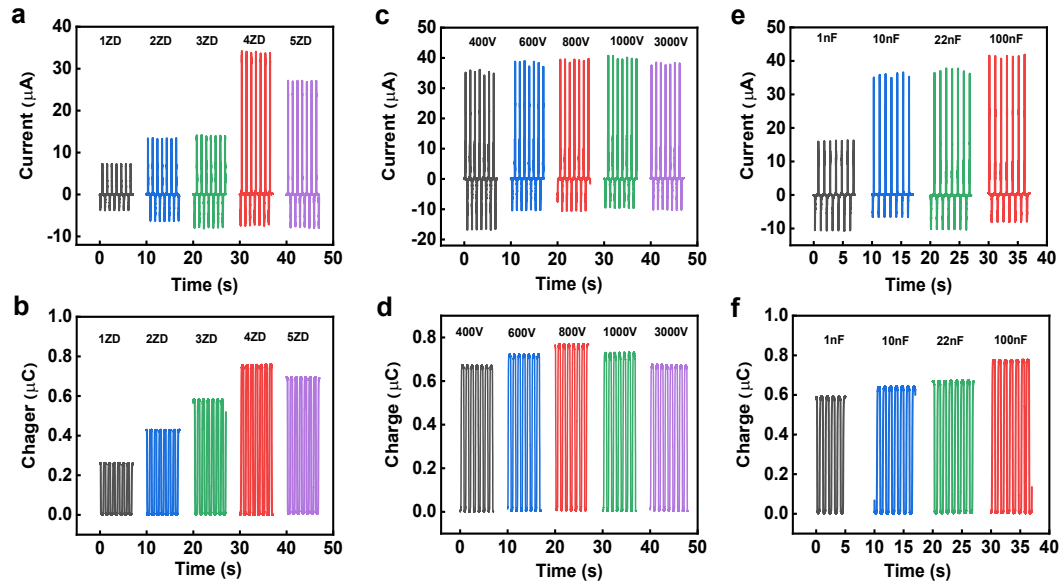 a
1ZD 2ZD 3ZD 4ZD 5ZD
Current (μA)
40
30
20
10
0
-10
0 10 20 30 40 50
Time (s)
c
400V 600V 800V 1000V 3000V
Current (μA)
60
40
20
0
-20
0 10 20 30 40 50
Time (s)
e
1nF 10nF 22nF 100nF
Current (μA)
50
40
30
20
10
0
-10
0 5 10 15 20 25 30 35 40
Time (s)
b
1ZD 2ZD 3ZD 4ZD 5ZD
Chager (μC)
1.0
0.8
0.6
0.4
0.2
0.0
0 10 20 30 40 50
Time (s)
d
400V 600V 800V 1000V 3000V
Charge (μC)
0.8
0.6
0.4
0.2
0.0
0 10 20 30 40 50
Time (s)
f
1nF 10nF 22nF 100nF
Charge (μC)
1.0
0.8
0.6
0.4
0.2
0.0
0 5 10 15 20 25 30 35 40
Time (s)